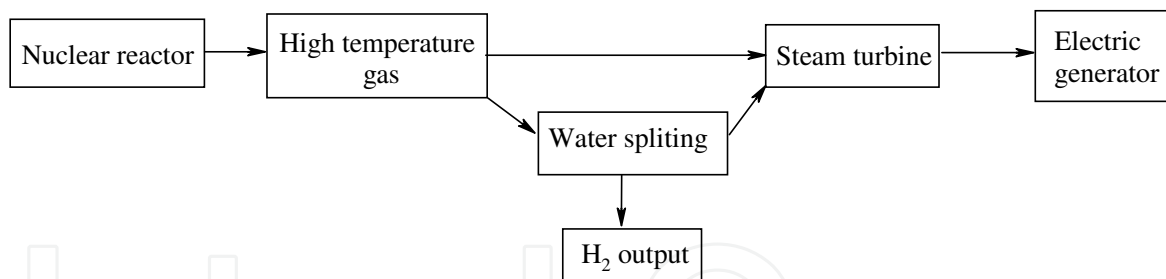 Nuclear reactor
High temperature
gas
Steam turbine
Electric
generator
Water spliting
H₂ output